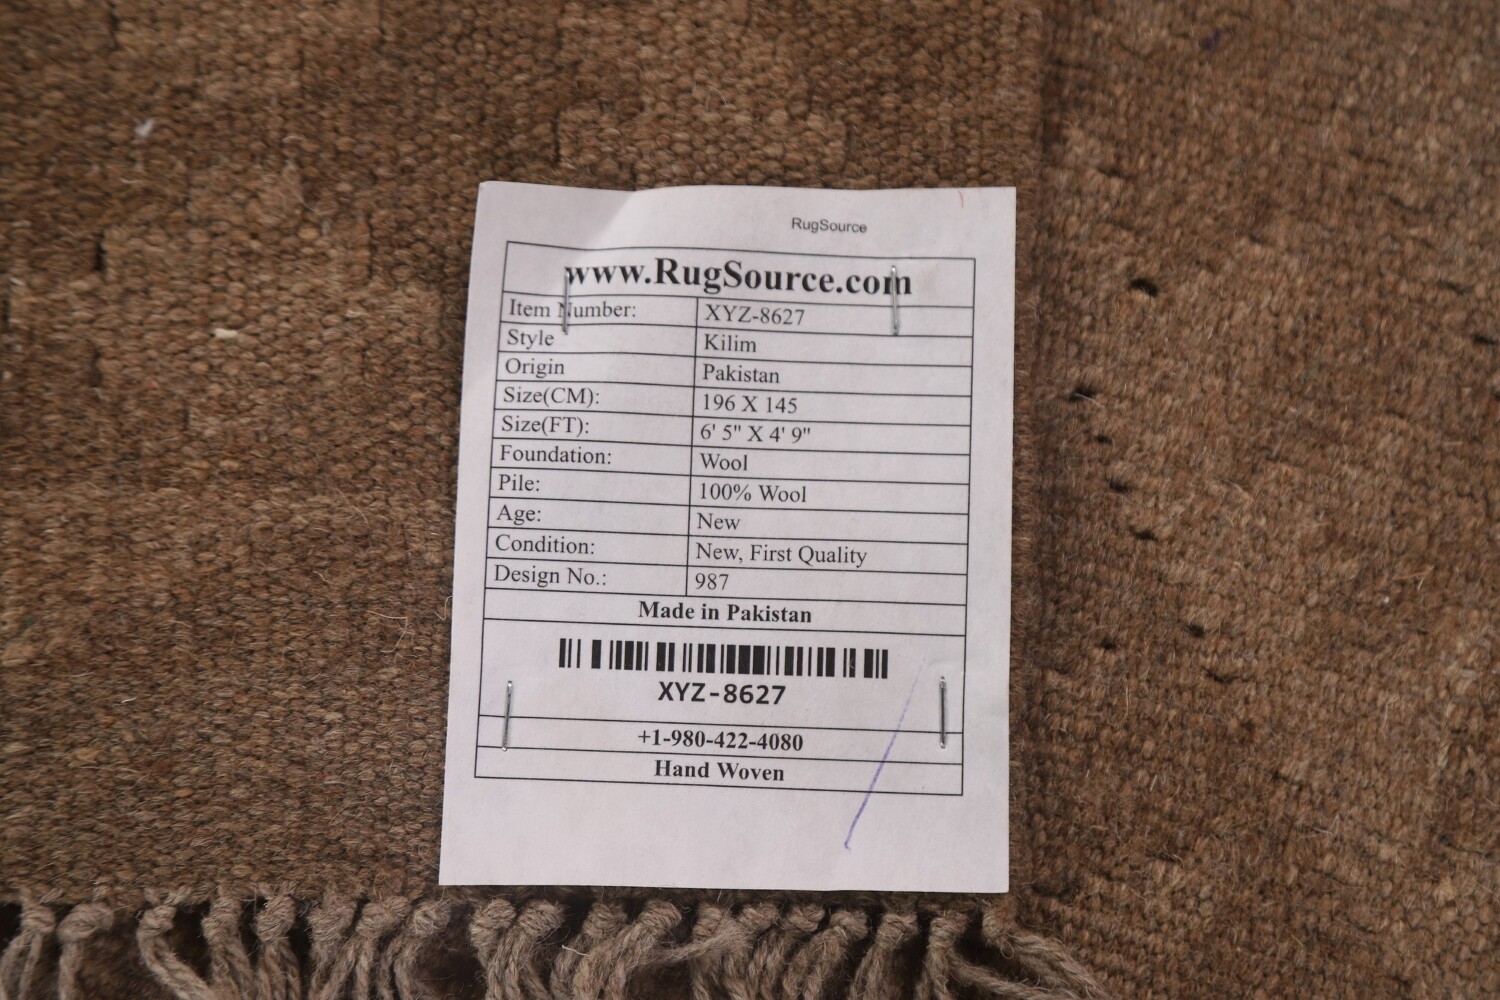 RugSource
www.RugSource.com
Item Number: XYZ-8627
Style Kilim
Origin Pakistan
Size(CM): 196 X 145
Size(FT): 6' 5" X 4' 9"
Foundation: Wool
Pile: 100% Wool
Age: New
Condition: New, First Quality
Design No.: 987
Made in Pakistan
XYZ-8627
+1-980-422-4080
Hand Woven